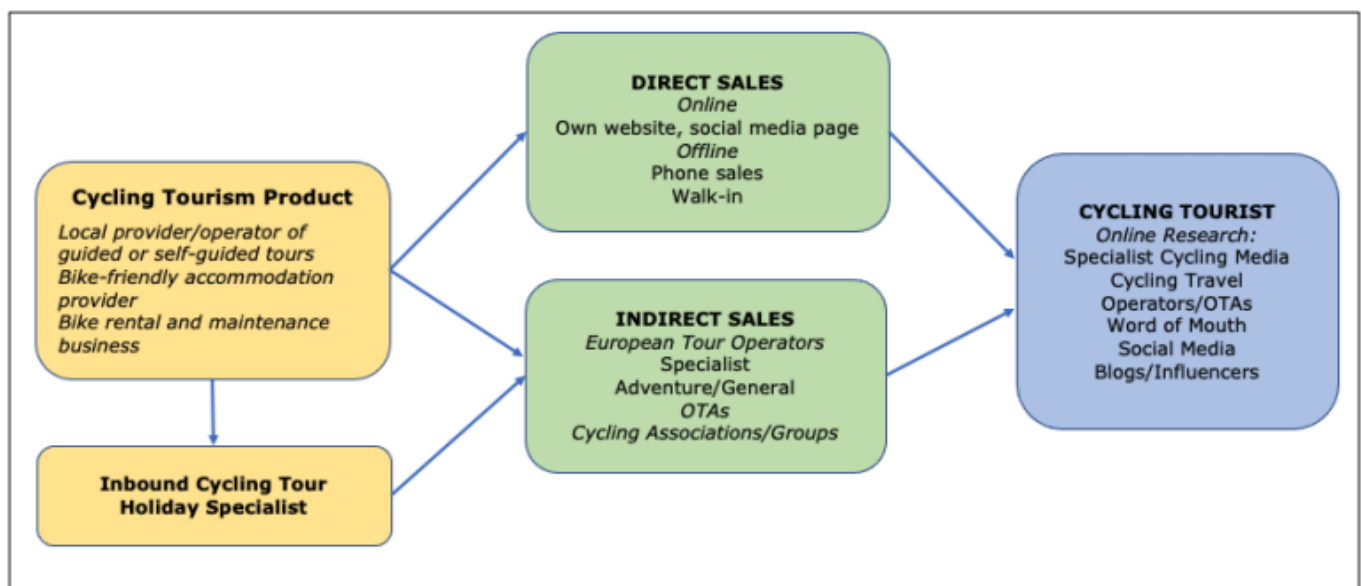 Cycling Tourism Product
Local provider/operator of
guided or self-guided tours
Bike-friendly accommodation
provider
Bike rental and maintenance
business
Inbound Cycling Tour
Holiday Specialist
DIRECT SALES
Online
Own website, social media page
Offline
Phone sales
Walk-in
INDIRECT SALES
European Tour Operators
Specialist
Adventure/General
OTAs
Cycling Associations/Groups
CYCLING TOURIST
Online Research:
Specialist Cycling Media
Cycling Travel
Operators/OTAs
Word of Mouth
Social Media
Blogs/Influencers